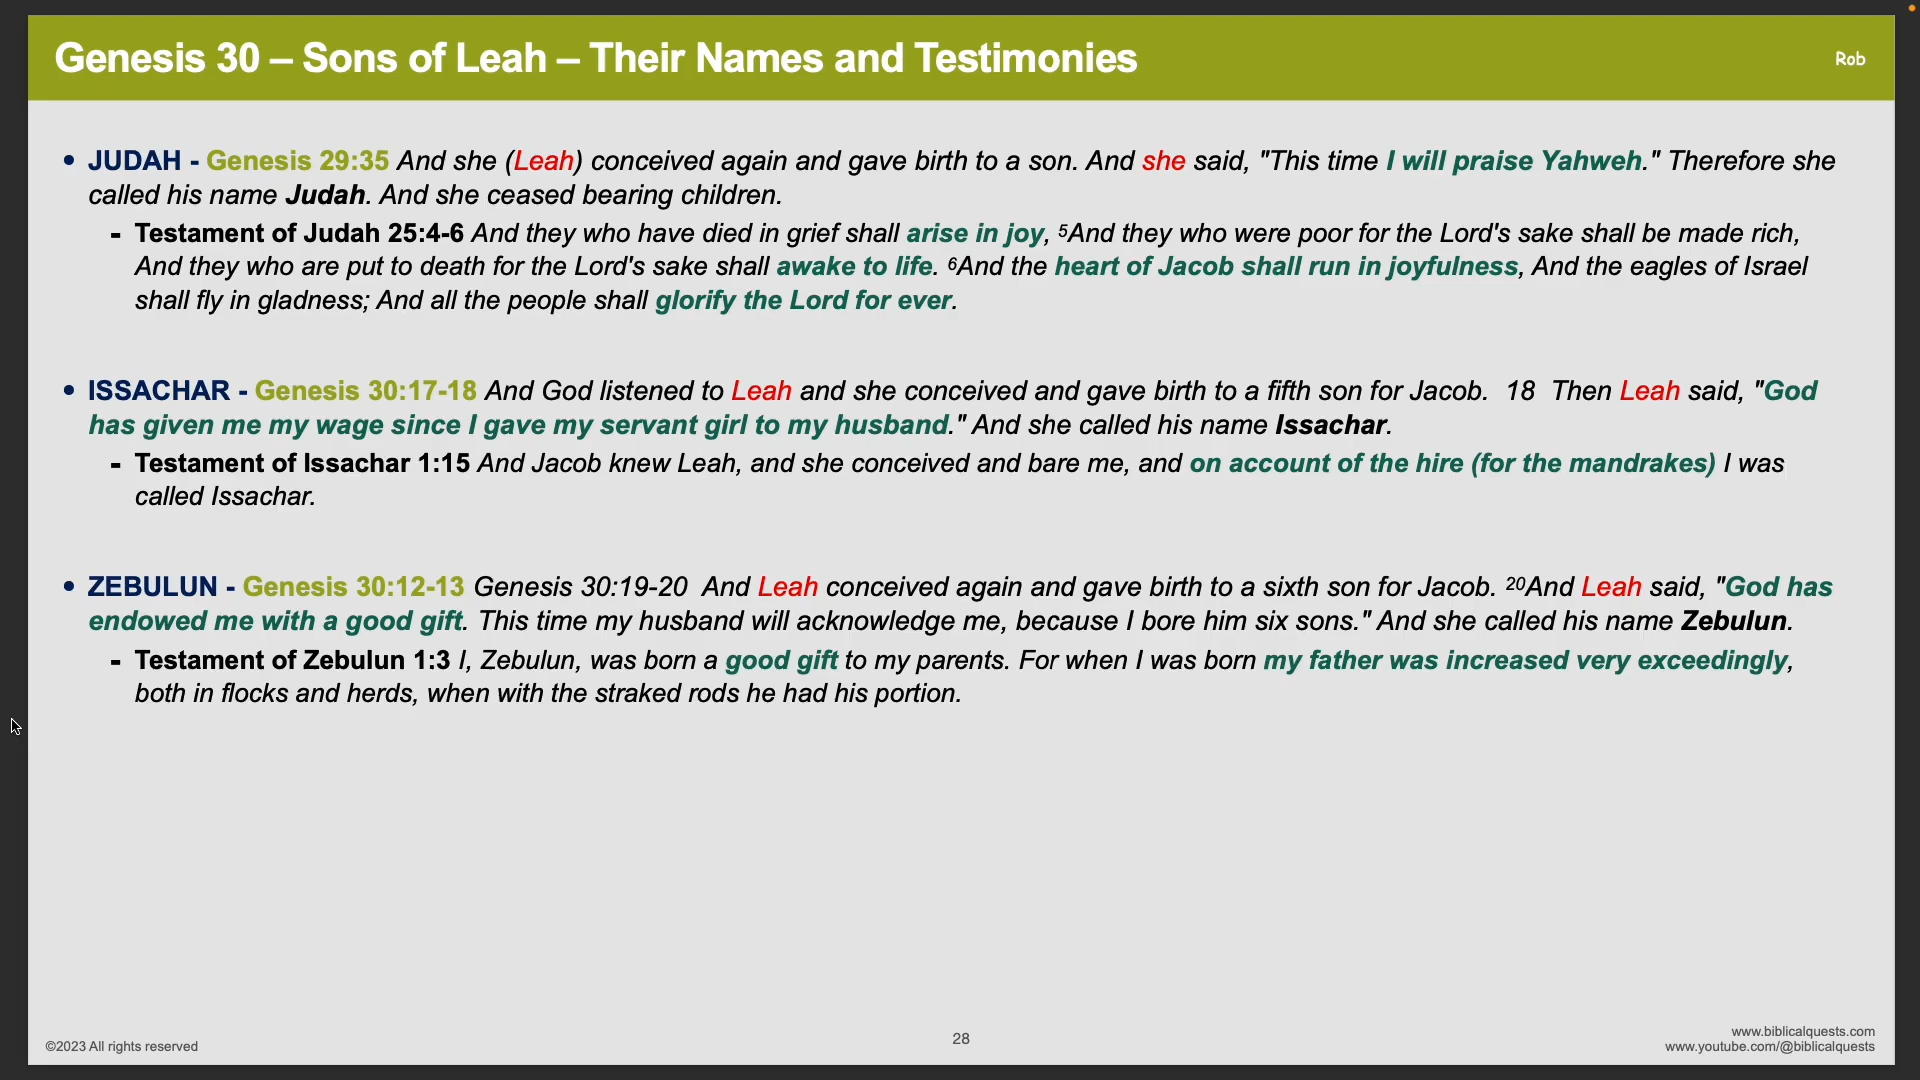 Genesis 30 – Sons of Leah – Their Names and Testimonies
Rob
• JUDAH - Genesis 29:35 And she (Leah) conceived again and gave birth to a son. And she said, "This time I will praise Yahweh." Therefore she
called his name Judah. And she ceased bearing children.
- Testament of Judah 25:4-6 And they who have died in grief shall arise in joy, ⁵And they who were poor for the Lord's sake shall be made rich,
And they who are put to death for the Lord's sake shall awake to life. ⁶And the heart of Jacob shall run in joyfulness, And the eagles of Israel
shall fly in gladness; And all the people shall glorify the Lord for ever.
• ISSACHAR - Genesis 30:17-18 And God listened to Leah and she conceived and gave birth to a fifth son for Jacob. 18 Then Leah said, "God
has given me my wage since I gave my servant girl to my husband." And she called his name Issachar.
- Testament of Issachar 1:15 And Jacob knew Leah, and she conceived and bare me, and on account of the hire (for the mandrakes) I was
called Issachar.
• ZEBULUN - Genesis 30:12-13 Genesis 30:19-20 And Leah conceived again and gave birth to a sixth son for Jacob. ²⁰And Leah said, "God has
endowed me with a good gift. This time my husband will acknowledge me, because I bore him six sons." And she called his name Zebulun.
- Testament of Zebulun 1:3 I, Zebulun, was born a good gift to my parents. For when I was born my father was increased very exceedingly,
both in flocks and herds, when with the straked rods he had his portion.
©2023 All rights reserved
28
www.biblicalquests.com
www.youtube.com/@biblicalquests